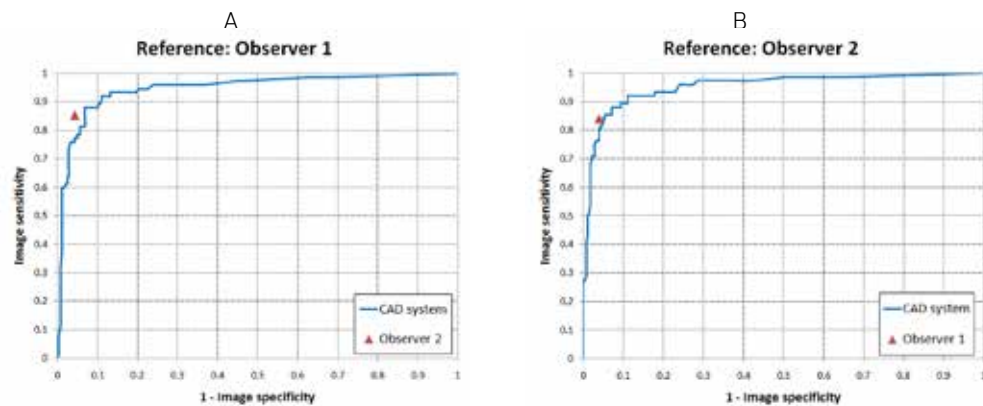 A
B
Reference: Observer 1
Reference: Observer 2
Image sensitivity
1
0.9
0.8
0.7
0.6
0.5
0.4
0.3
0.2
0.1
0
0 0.1 0.2 0.3 0.4 0.5 0.6 0.7 0.8 0.9 1
1 - Image specificity
CAD system
Observer 2
Image sensitivity
1
0.9
0.8
0.7
0.6
0.5
0.4
0.3
0.2
0.1
0
0 0.1 0.2 0.3 0.4 0.5 0.6 0.7 0.8 0.9 1
1 - Image specificity
CAD system
Observer 1